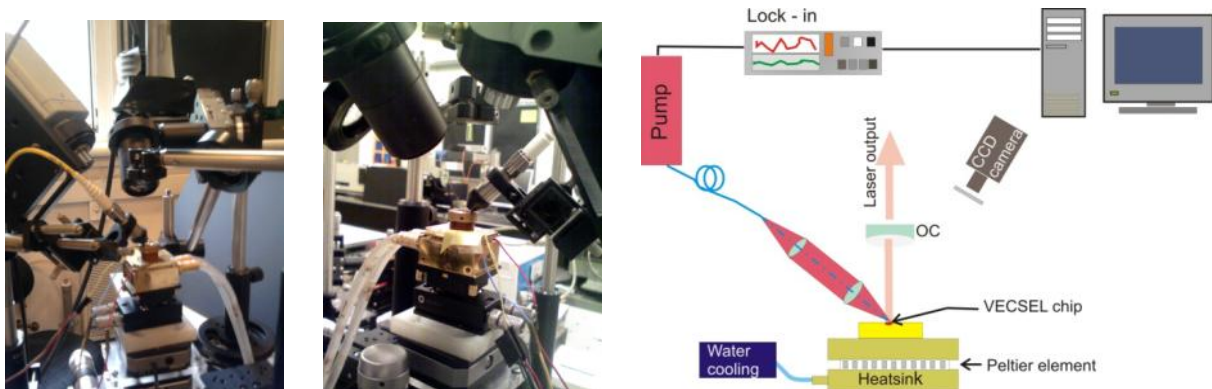 Lock - in
Pump
Laser output
CCD
camera
OC
VECSEL chip
Water
cooling
Peltier element
Heatsink